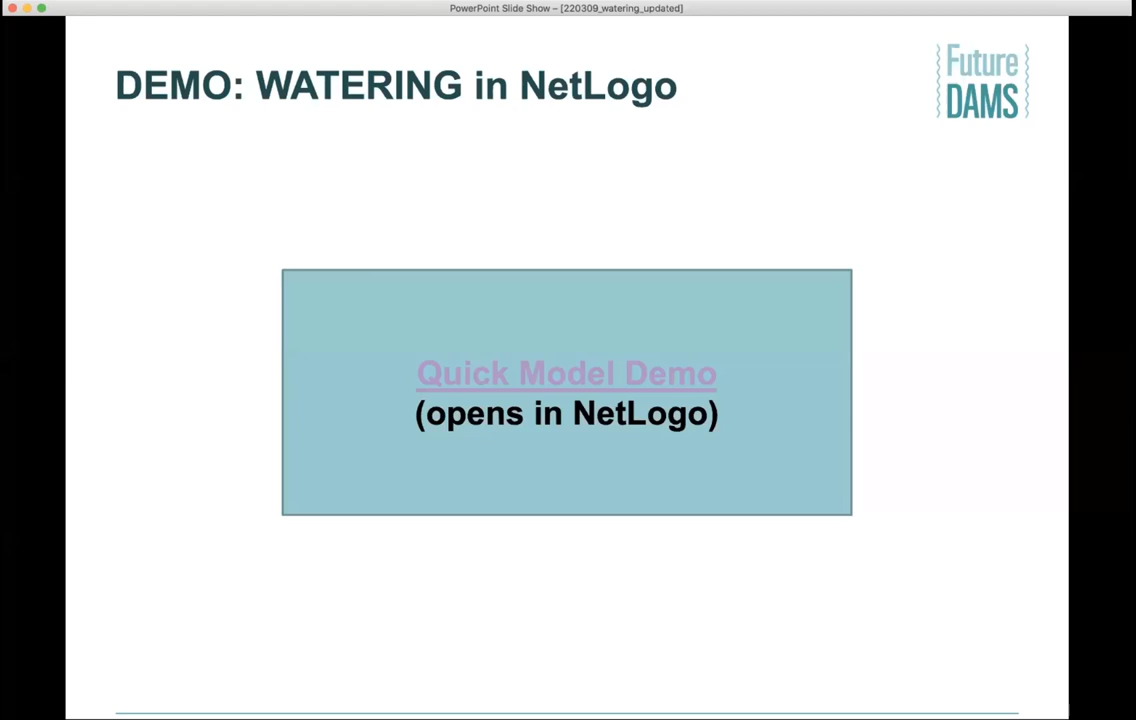 PowerPoint Slide Show – [220309_watering_updated]
DEMO: WATERING in NetLogo
Future
DAMS
Quick Model Demo
(opens in NetLogo)